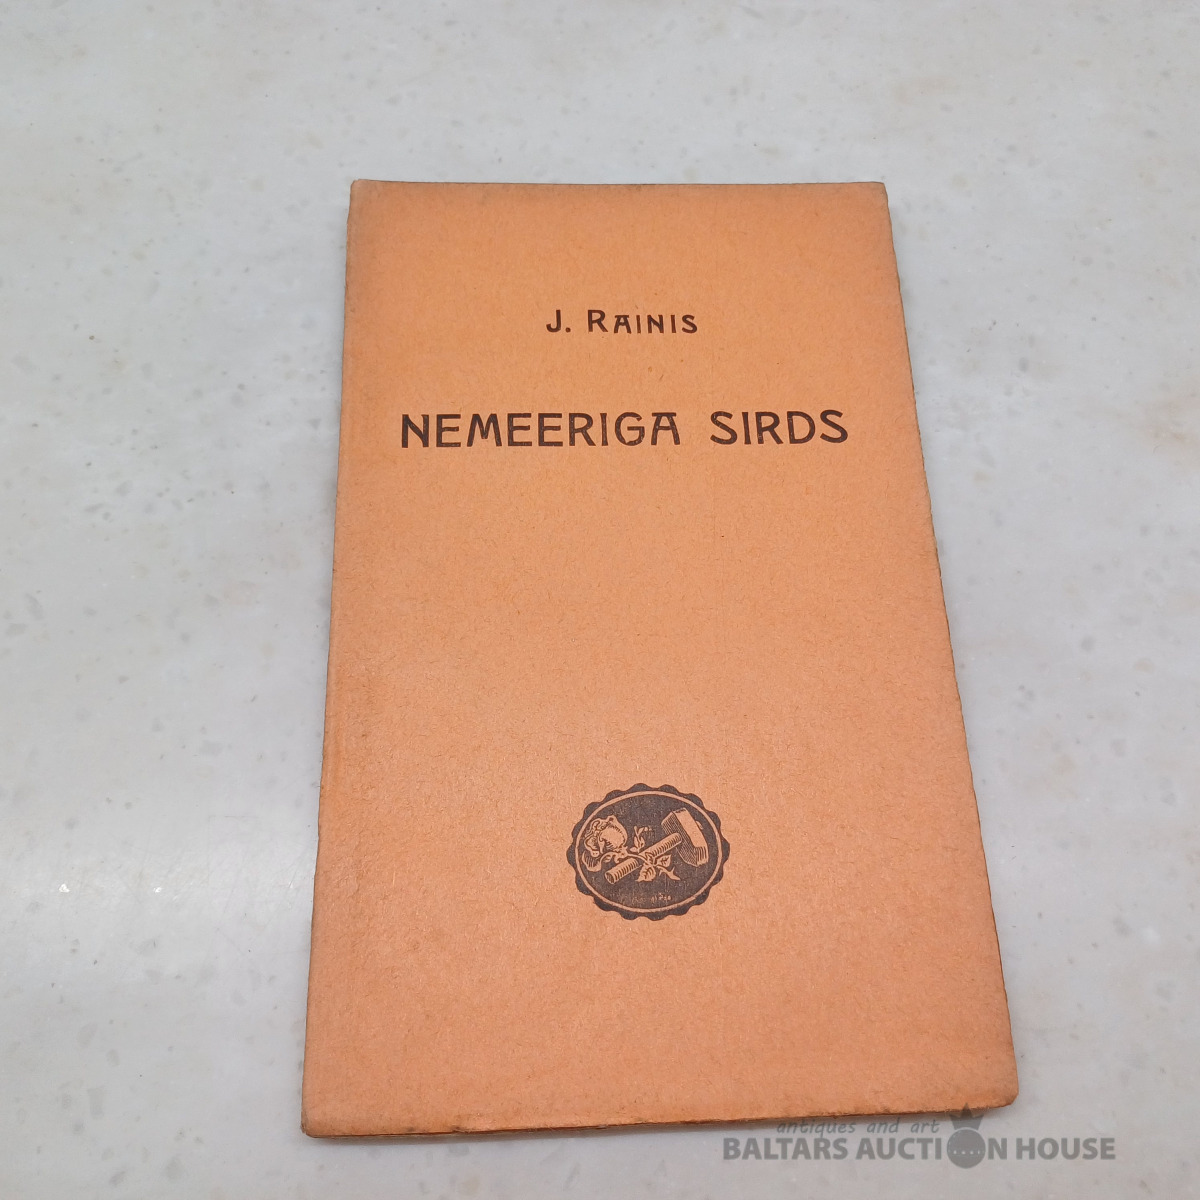 J. RAINIS
NEMEERIGA SIRDS
antiques and art
BALTARS AUCTION HOUSE